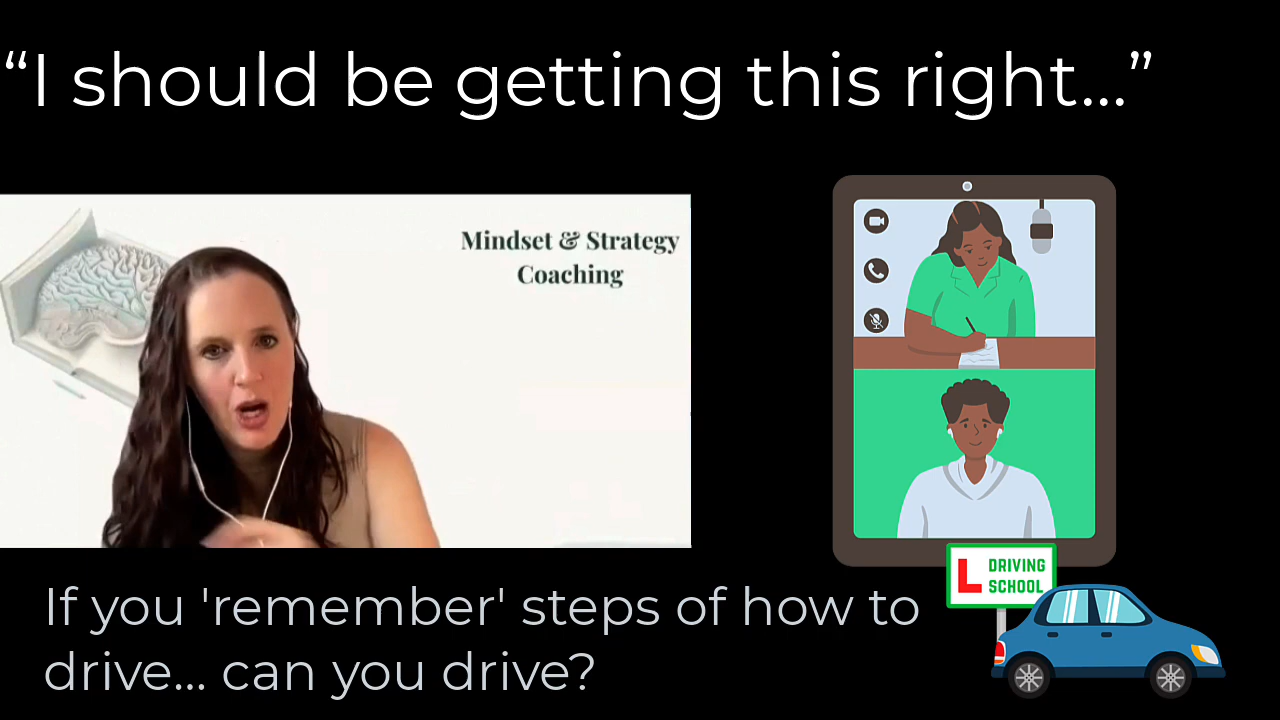 “I should be getting this right...”
Mindset & Strategy
Coaching
If you 'remember' steps of how to
drive... can you drive?
L DRIVING
SCHOOL